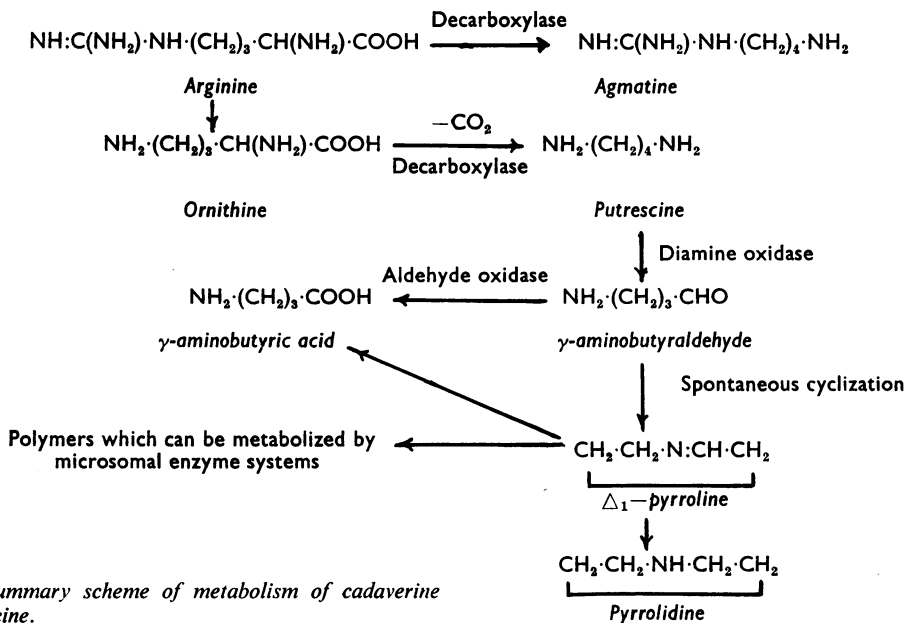 Decarboxylase
NH:C(NH₂)·NH·(CH₂)₃·CH(NH₂)·COOH NH:C(NH₂)·NH·(CH₂)₄·NH₂
Arginine Agmatine
—CO₂
NH₂·(CH₂)₃·CH(NH₂)·COOH NH₂·(CH₂)₄·NH₂
Decarboxylase
Ornithine Putrescine
Diamine oxidase
Aldehyde oxidase
NH₂·(CH₂)₃·COOH NH₂·(CH₂)₃·CHO
γ-aminobutyric acid γ-aminobutyraldehyde
Spontaneous cyclization
Polymers which can be metabolized by
microsomal enzyme systems
CH₂·CH₂·N:CH·CH₂
△₁—pyrroline
CH₂·CH₂·NH·CH₂·CH₂
Pyrrolidine
ummary scheme of metabolism of cadaverine
cine.